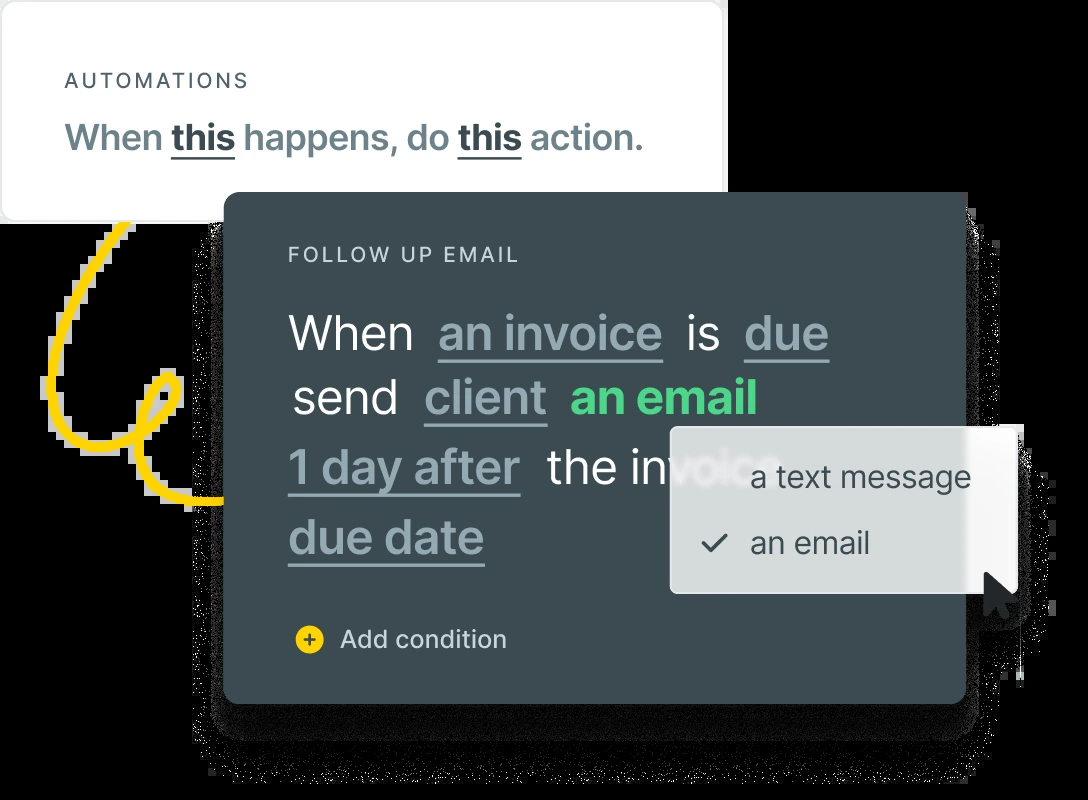 AUTOMATIONS
When this happens, do this action.
FOLLOW UP EMAIL
When an invoice is due
send client an email
1 day after the invoice
due date
a text message
an email
Add condition